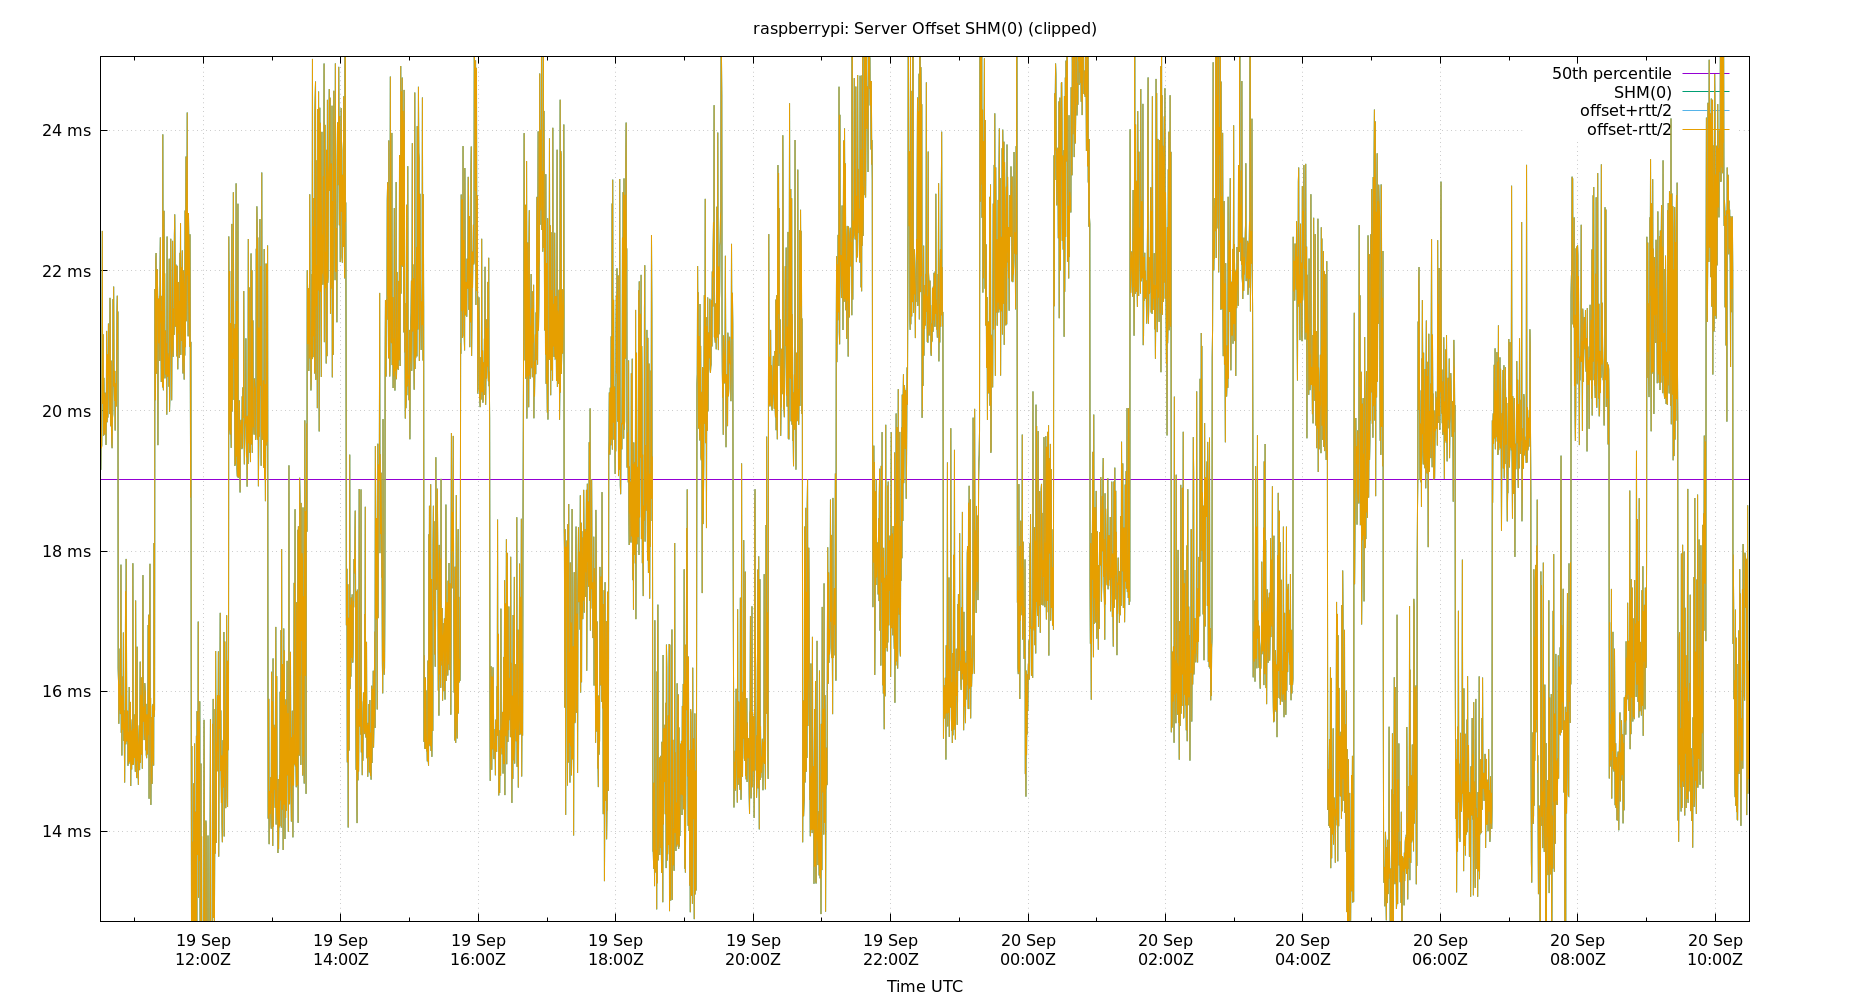 raspberrypi: Server Offset SHM(0) (clipped)
50th percentile
SHM(0)
offset+rtt/2
offset-rtt/2
24 ms
22 ms
20 ms
18 ms
16 ms
14 ms
19 Sep 19 Sep 19 Sep 19 Sep 19 Sep 19 Sep 20 Sep 20 Sep 20 Sep 20 Sep 20 Sep 20 Sep
12:00Z 14:00Z 16:00Z 18:00Z 20:00Z 22:00Z 00:00Z 02:00Z 04:00Z 06:00Z 08:00Z 10:00Z
Time UTC